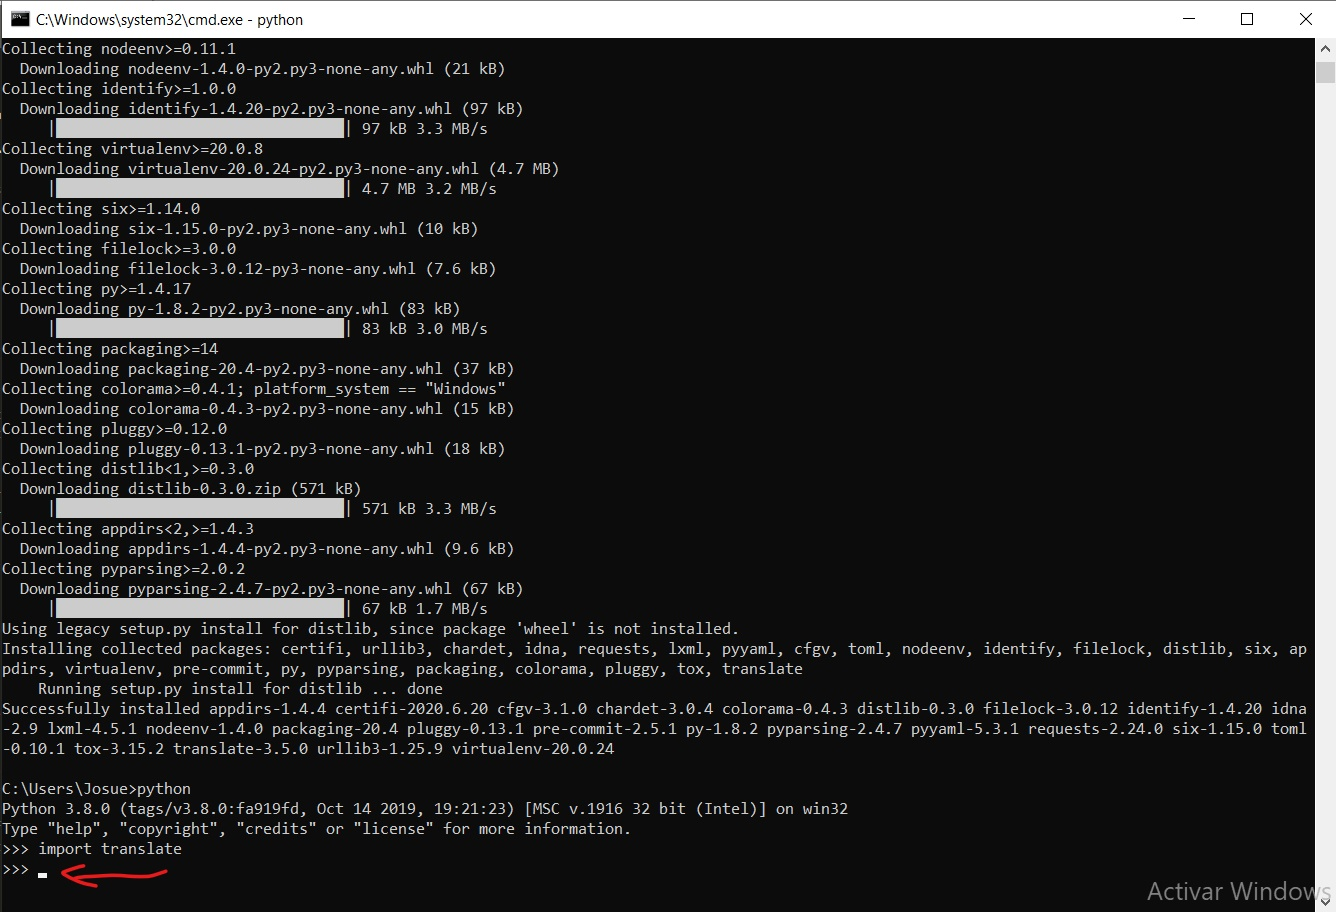 C:\Windows\system32\cmd.exe - python
Collecting nodeenv>=0.11.1
  Downloading nodeenv-1.4.0-py2.py3-none-any.whl (21 kB)
Collecting identify>=1.0.0
  Downloading identify-1.4.20-py2.py3-none-any.whl (97 kB)
     |████████████████████████████████| 97 kB 3.3 MB/s
Collecting virtualenv>=20.0.8
  Downloading virtualenv-20.0.24-py2.py3-none-any.whl (4.7 MB)
     |████████████████████████████████| 4.7 MB 3.2 MB/s
Collecting six>=1.14.0
  Downloading six-1.15.0-py2.py3-none-any.whl (10 kB)
Collecting filelock>=3.0.0
  Downloading filelock-3.0.12-py3-none-any.whl (7.6 kB)
Collecting py>=1.4.17
  Downloading py-1.8.2-py2.py3-none-any.whl (83 kB)
     |████████████████████████████████| 83 kB 3.0 MB/s
Collecting packaging>=14
  Downloading packaging-20.4-py2.py3-none-any.whl (37 kB)
Collecting colorama>=0.4.1; platform_system == "Windows"
  Downloading colorama-0.4.3-py2.py3-none-any.whl (15 kB)
Collecting pluggy>=0.12.0
  Downloading pluggy-0.13.1-py2.py3-none-any.whl (18 kB)
Collecting distlib<1,>=0.3.0
  Downloading distlib-0.3.0.zip (571 kB)
     |████████████████████████████████| 571 kB 3.3 MB/s
Collecting appdirs<2,>=1.4.3
  Downloading appdirs-1.4.4-py2.py3-none-any.whl (9.6 kB)
Collecting pyparsing>=2.0.2
  Downloading pyparsing-2.4.7-py2.py3-none-any.whl (67 kB)
     |████████████████████████████████| 67 kB 1.7 MB/s
Using legacy setup.py install for distlib, since package 'wheel' is not installed.
Installing collected packages: certifi, urllib3, chardet, idna, requests, lxml, pyyaml, cfgv, toml, nodeenv, identify, filelock, distlib, six, ap
pdirs, virtualenv, pre-commit, py, pyparsing, packaging, colorama, pluggy, tox, translate
    Running setup.py install for distlib ... done
Successfully installed appdirs-1.4.4 certifi-2020.6.20 cfgv-3.1.0 chardet-3.0.4 colorama-0.4.3 distlib-0.3.0 filelock-3.0.12 identify-1.4.20 idna
-2.9 lxml-4.5.1 nodeenv-1.4.0 packaging-20.4 pluggy-0.13.1 pre-commit-2.5.1 py-1.8.2 pyparsing-2.4.7 pyyaml-5.3.1 requests-2.24.0 six-1.15.0 toml
-0.10.1 tox-3.15.2 translate-3.5.0 urllib3-1.25.9 virtualenv-20.0.24
C:\Users\Josue>python
Python 3.8.0 (tags/v3.8.0:fa919fd, Oct 14 2019, 19:21:23) [MSC v.1916 32 bit (Intel)] on win32
Type "help", "copyright", "credits" or "license" for more information.
>>> import translate
>>>
Activar Windows